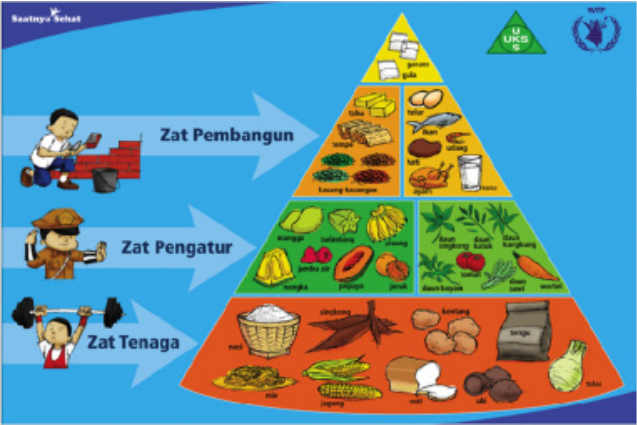 Saatnya Sehat
U
UKS
S
WFP
garam
gula
Zat Pembangun
tahu
tempe
kacang-kacangan
telur
ikan
udang
hati
ayam
susu
Zat Pengatur
mangga
belimbing
pisang
jambu air
nangka
pepaya
jeruk
daun singkong
daun katuk
daun kangkung
daun bayam
tomat
daun sawi
wortel
Zat Tenaga
nasi
singkong
kentang
terigu
mie
jagung
roti
ubi
talas